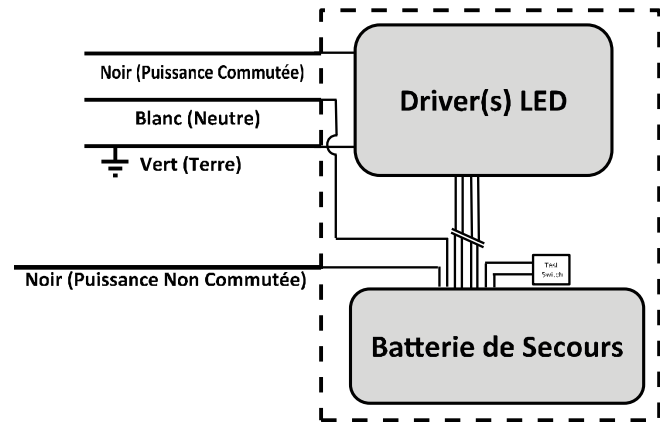 Noir (Puissance Commutée)
Driver(s) LED
Blanc (Neutre)
Vert (Terre)
Noir (Puissance Non Commutée)
Test
Switch
Batterie de Secours